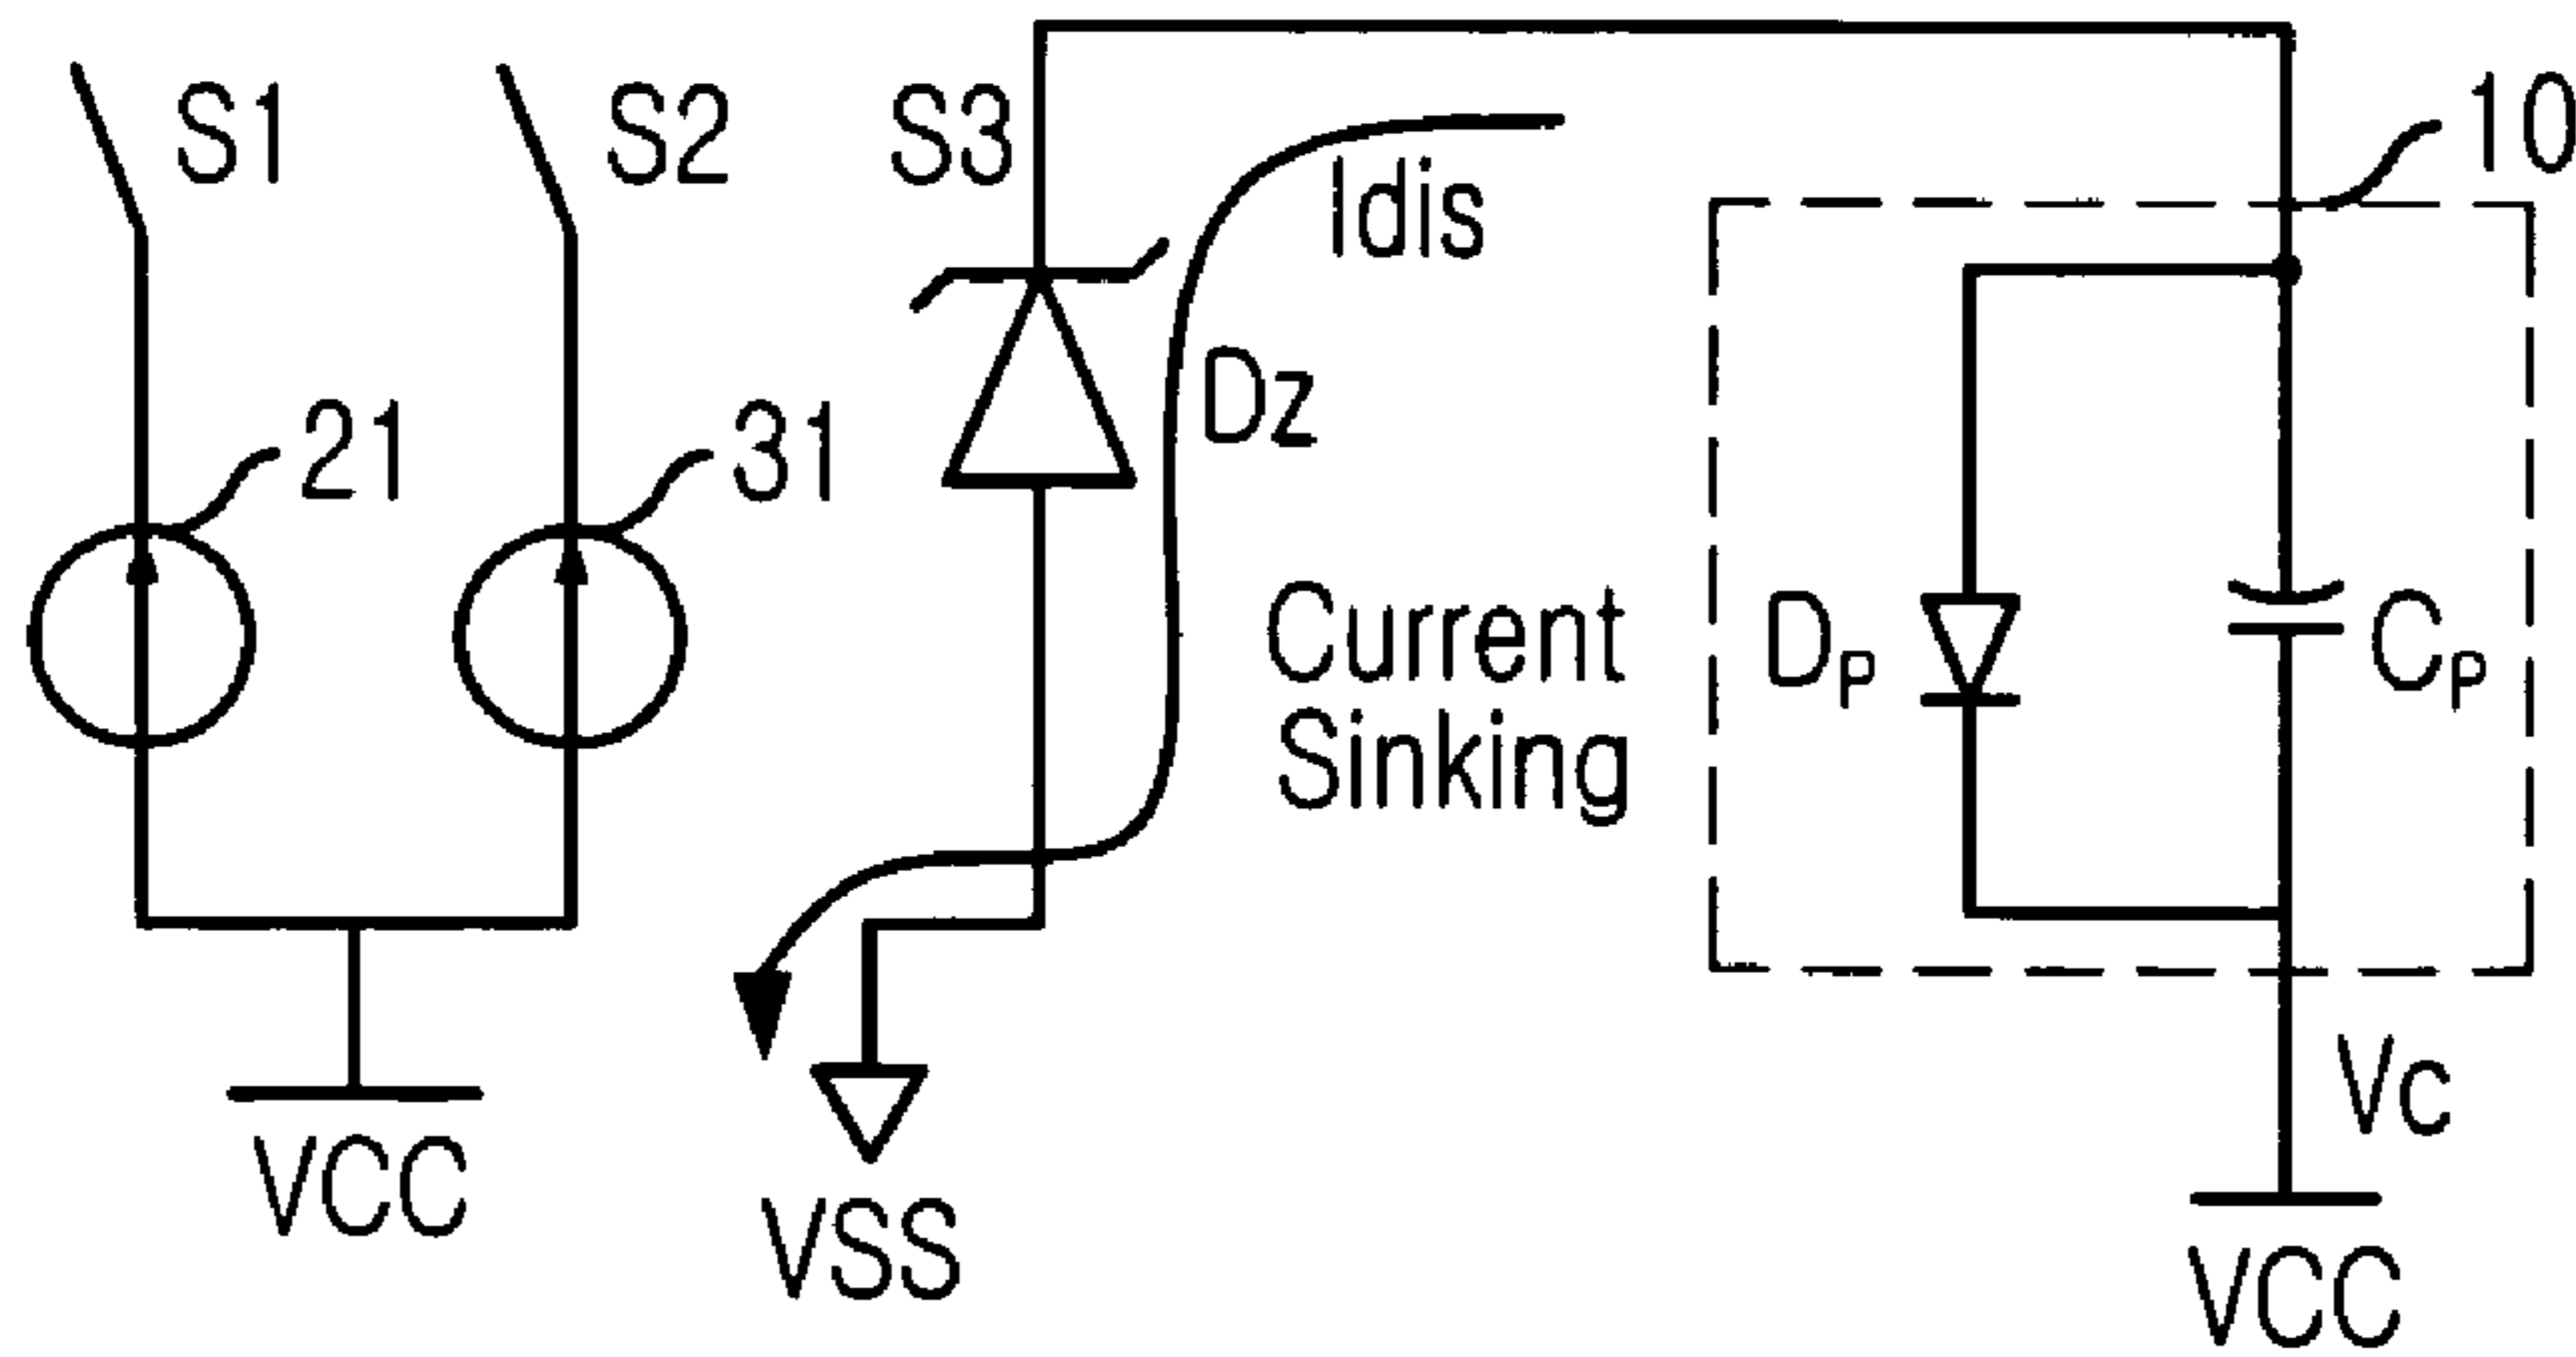 S1
S2
S3
10
Idis
Dz
21
31
Current
Sinking
DP
CP
Vc
VCC
VSS
VCC